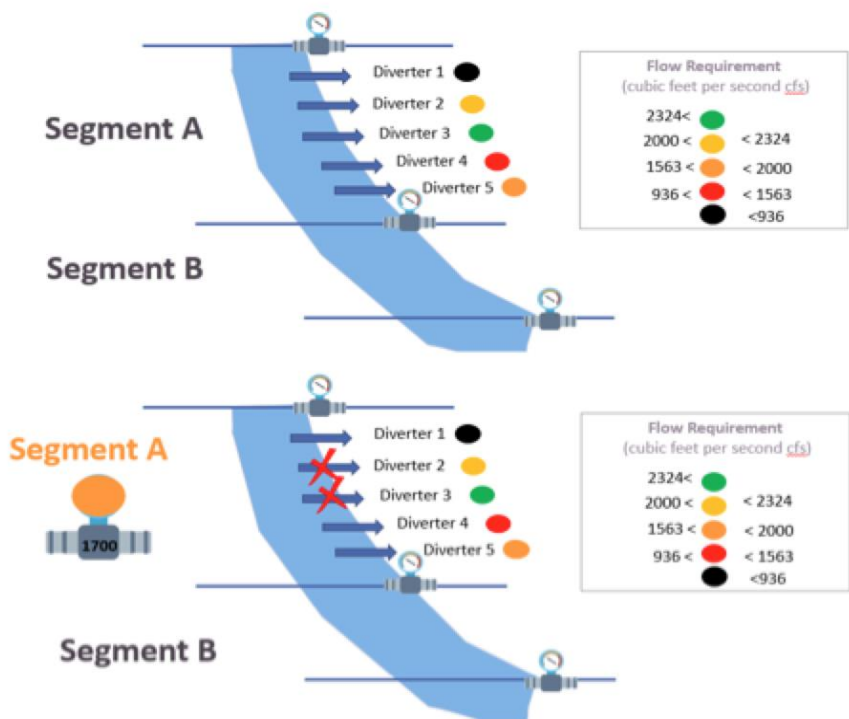 Segment A
Diverter 1
Diverter 2
Diverter 3
Diverter 4
Diverter 5
Segment B
Flow Requirement
(cubic feet per second cfs)
2324<
2000 < < 2324
1563 < < 2000
936 < < 1563
<936
Segment A
1700
Diverter 1
Diverter 2
Diverter 3
Diverter 4
Diverter 5
Segment B
Flow Requirement
(cubic feet per second cfs)
2324<
2000 < < 2324
1563 < < 2000
936 < < 1563
<936